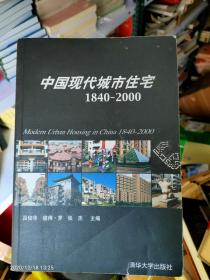 中国现代城市住宅
1840-2000
Modern Urban Housing in China 1840-2000
吕俊华 彼得·罗 张杰 主编
清华大学出版社
2020/12/18 13:25